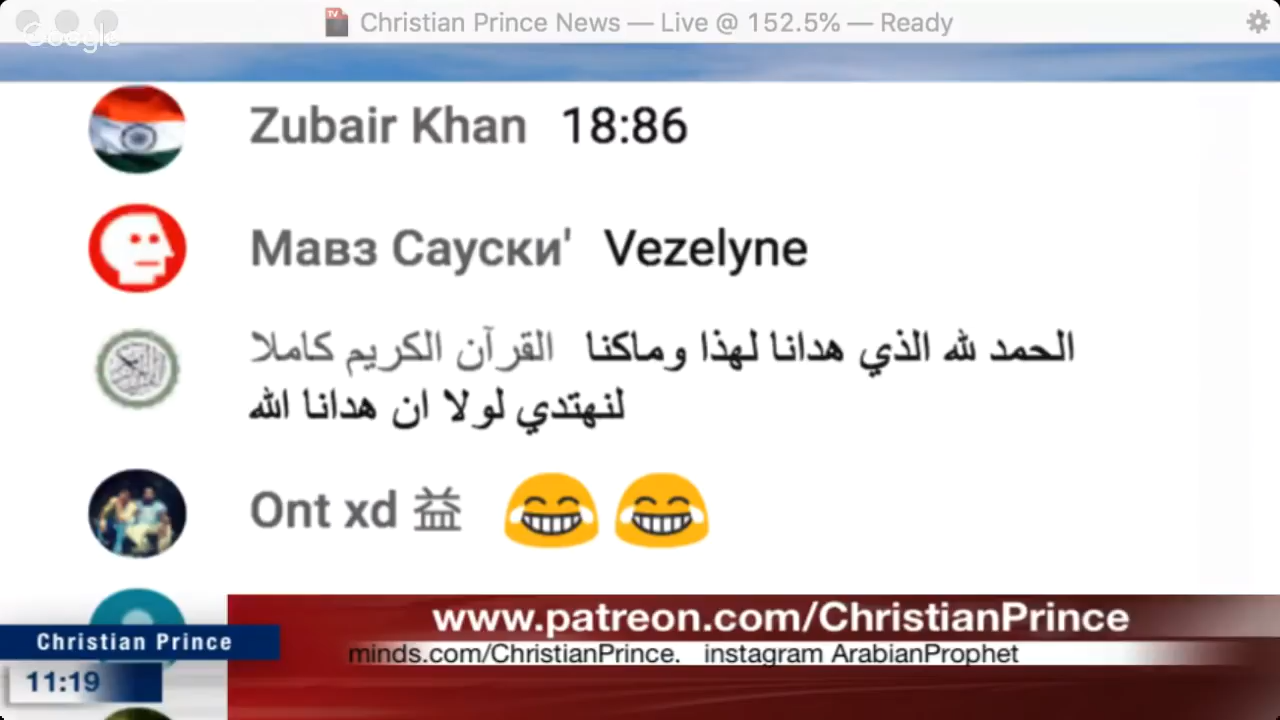 Christian Prince News — Live @ 152.5% — Ready
Google
Zubair Khan 18:86
Мавз Сауски' Vezelyne
القرآن الكريم كاملا الحمد لله الذي هدانا لهذا وماكنا
لنهتدي لولا ان هدانا الله
Ont xd 益 😂😂
www.patreon.com/ChristianPrince
Christian Prince
minds.com/ChristianPrince. instagram ArabianProphet
11:19